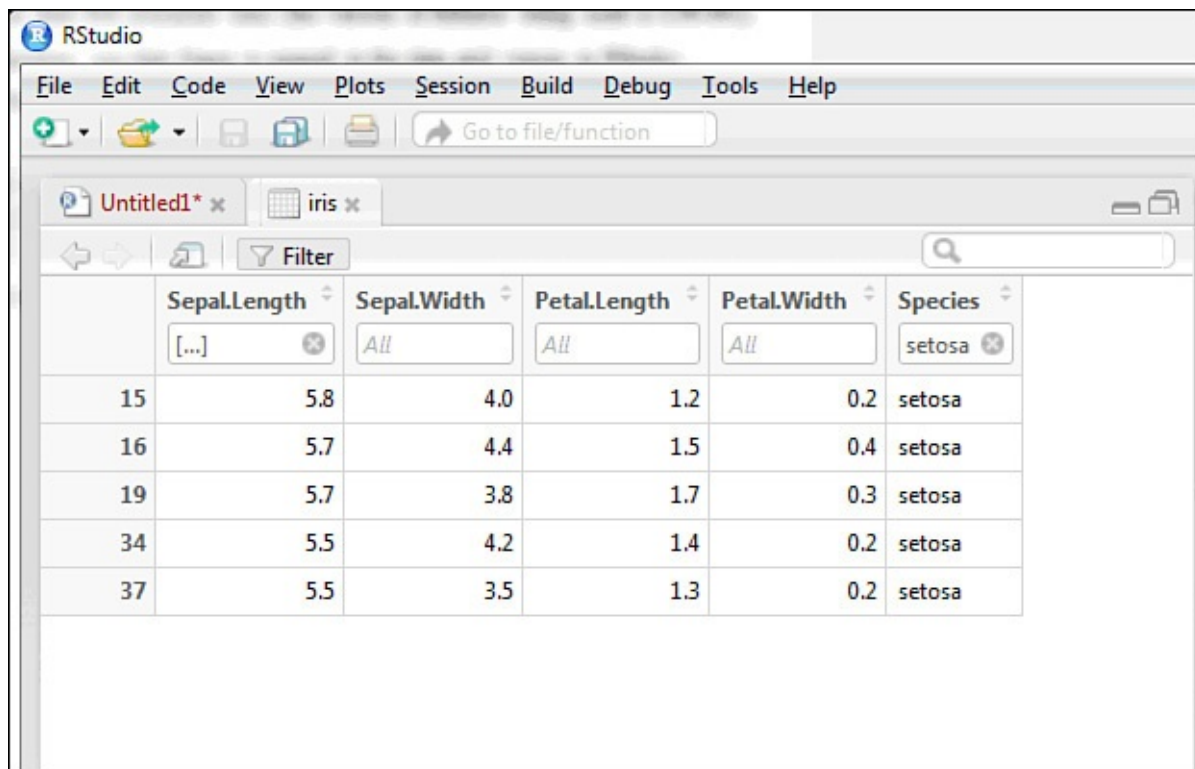 RStudio
File Edit Code View Plots Session Build Debug Tools Help
Go to file/function
Untitled1* iris
Filter
Sepal.Length Sepal.Width Petal.Length Petal.Width Species
[...] All All All setosa
15 5.8 4.0 1.2 0.2 setosa
16 5.7 4.4 1.5 0.4 setosa
19 5.7 3.8 1.7 0.3 setosa
34 5.5 4.2 1.4 0.2 setosa
37 5.5 3.5 1.3 0.2 setosa